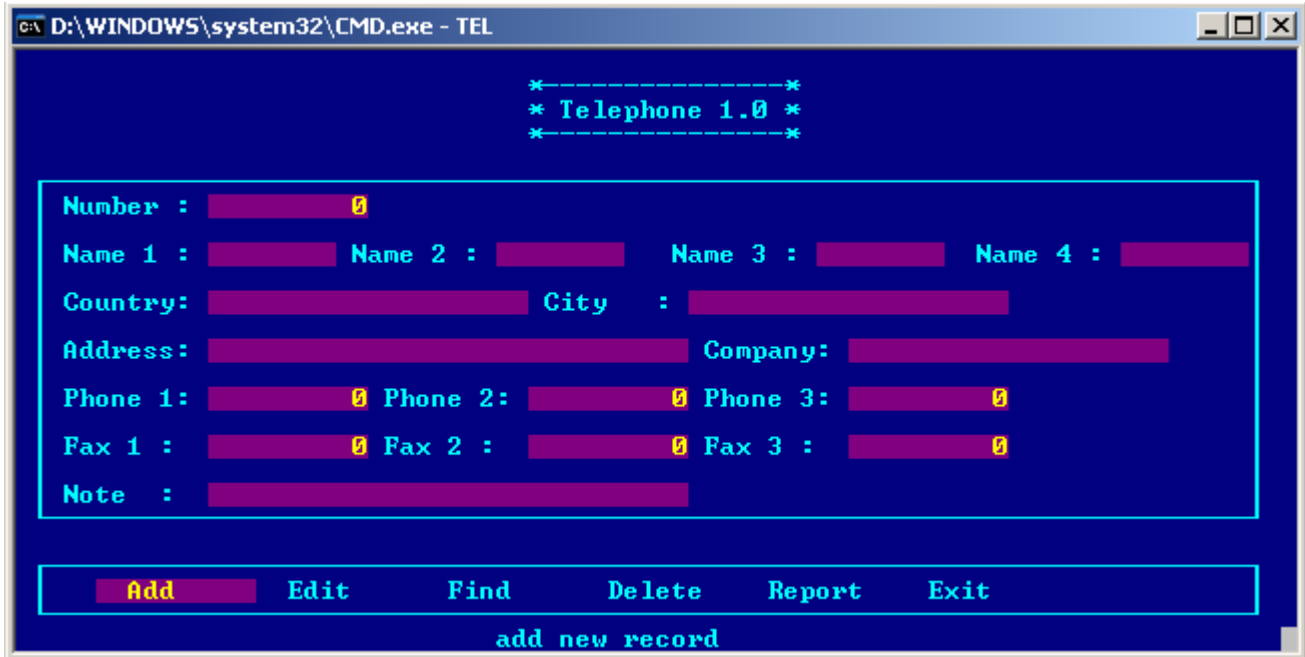 D:\WINDOWS\system32\CMD.exe - TEL
*----------------*
* Telephone 1.0 *
*----------------*
Number : 0
Name 1 : Name 2 : Name 3 : Name 4 :
Country: City :
Address: Company:
Phone 1: 0 Phone 2: 0 Phone 3: 0
Fax 1 : 0 Fax 2 : 0 Fax 3 : 0
Note :
Add Edit Find Delete Report Exit
add new record